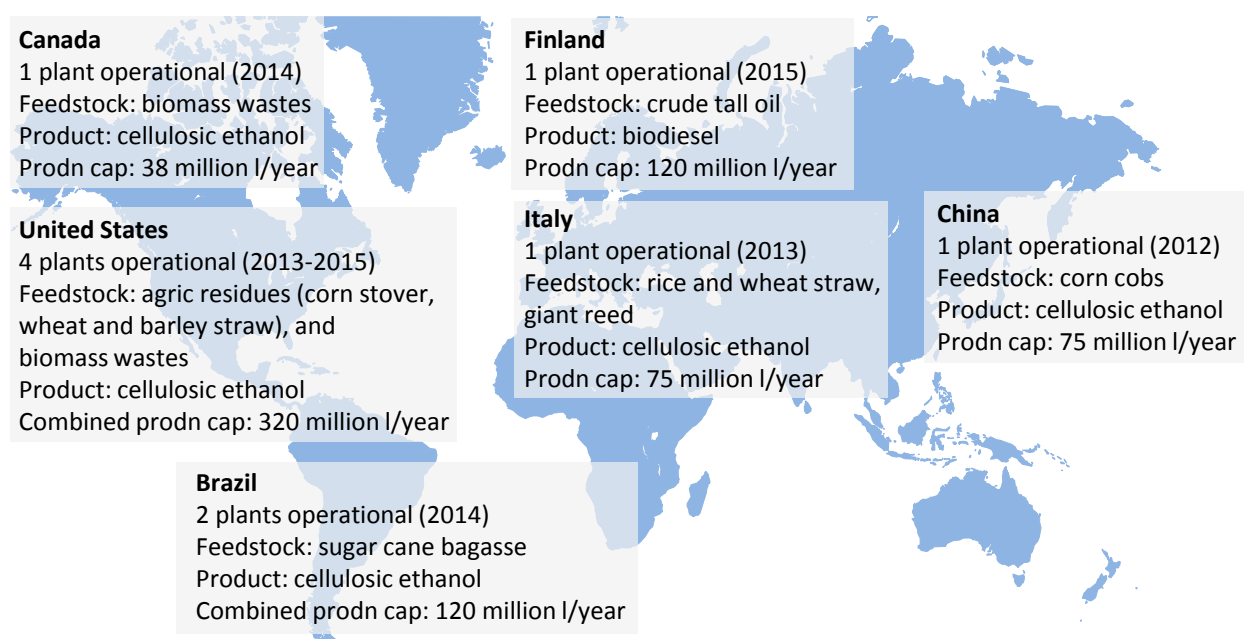 Canada
1 plant operational (2014)
Feedstock: biomass wastes
Product: cellulosic ethanol
Prodn cap: 38 million l/year
Finland
1 plant operational (2015)
Feedstock: crude tall oil
Product: biodiesel
Prodn cap: 120 million l/year
United States
4 plants operational (2013-2015)
Feedstock: agric residues (corn stover,
wheat and barley straw), and
biomass wastes
Product: cellulosic ethanol
Combined prodn cap: 320 million l/year
Italy
1 plant operational (2013)
Feedstock: rice and wheat straw,
giant reed
Product: cellulosic ethanol
Prodn cap: 75 million l/year
China
1 plant operational (2012)
Feedstock: corn cobs
Product: cellulosic ethanol
Prodn cap: 75 million l/year
Brazil
2 plants operational (2014)
Feedstock: sugar cane bagasse
Product: cellulosic ethanol
Combined prodn cap: 120 million l/year